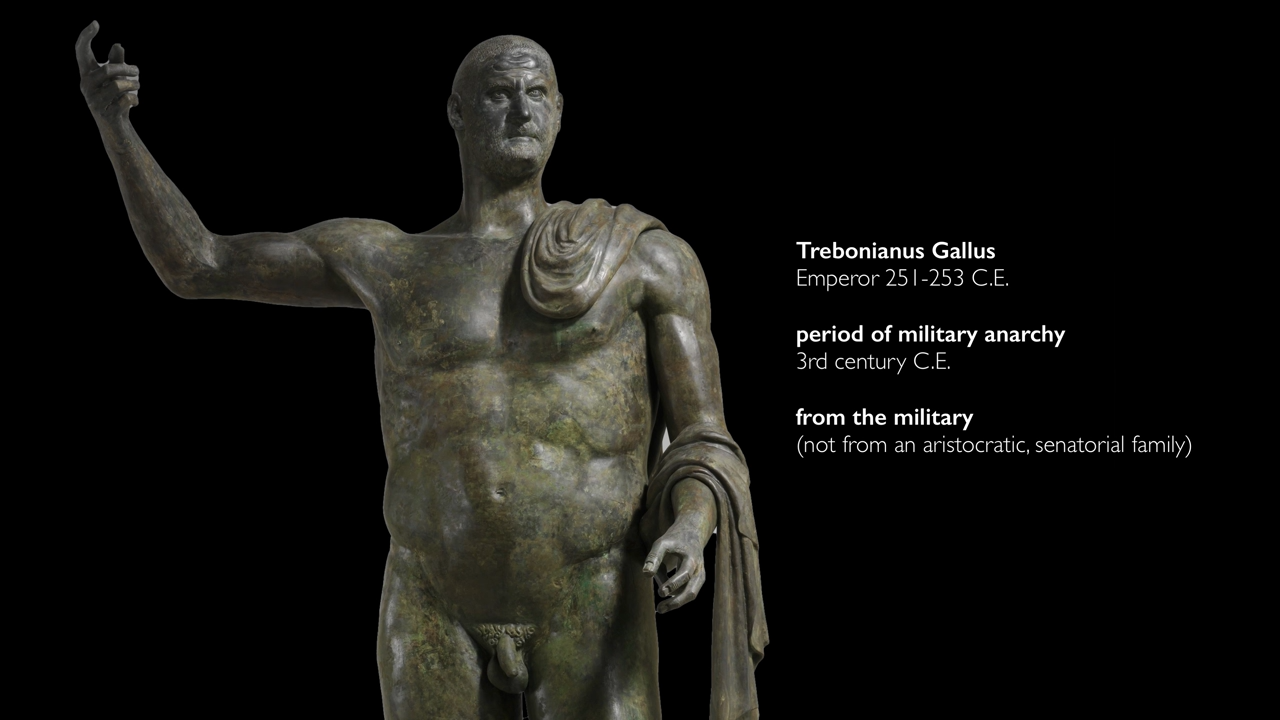 Trebonianus Gallus
Emperor 251-253 C.E.
period of military anarchy
3rd century C.E.
from the military
(not from an aristocratic, senatorial family)